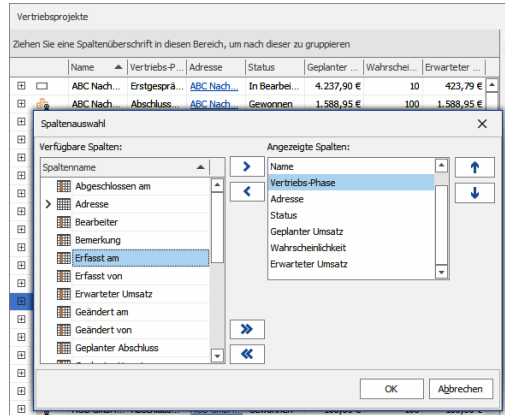 Vertriebsprojekte
Ziehen Sie eine Spaltenüberschrift in diesen Bereich, um nach dieser zu gruppieren
Name Vertriebs-P... Adresse Status Geplanter ... Wahrschei... Erwarteter ...
ABC Nach... Erstgesprä... ABC Nach... In Bearbei... 4.237,90 € 10 423,79 €
ABC Nach... Abschluss... ABC Nach... Gewonnen 1.588,95 € 100 1.588,95 €
Spaltenauswahl
Verfügbare Spalten:
Spaltenname
Abgeschlossen am
Adresse
Bearbeiter
Bemerkung
Erfasst am
Erfasst von
Erwarteter Umsatz
Geändert am
Geändert von
Geplanter Abschluss
Angezeigte Spalten:
Name
Vertriebs-Phase
Adresse
Status
Geplanter Umsatz
Wahrscheinlichkeit
Erwarteter Umsatz
OK Abbrechen